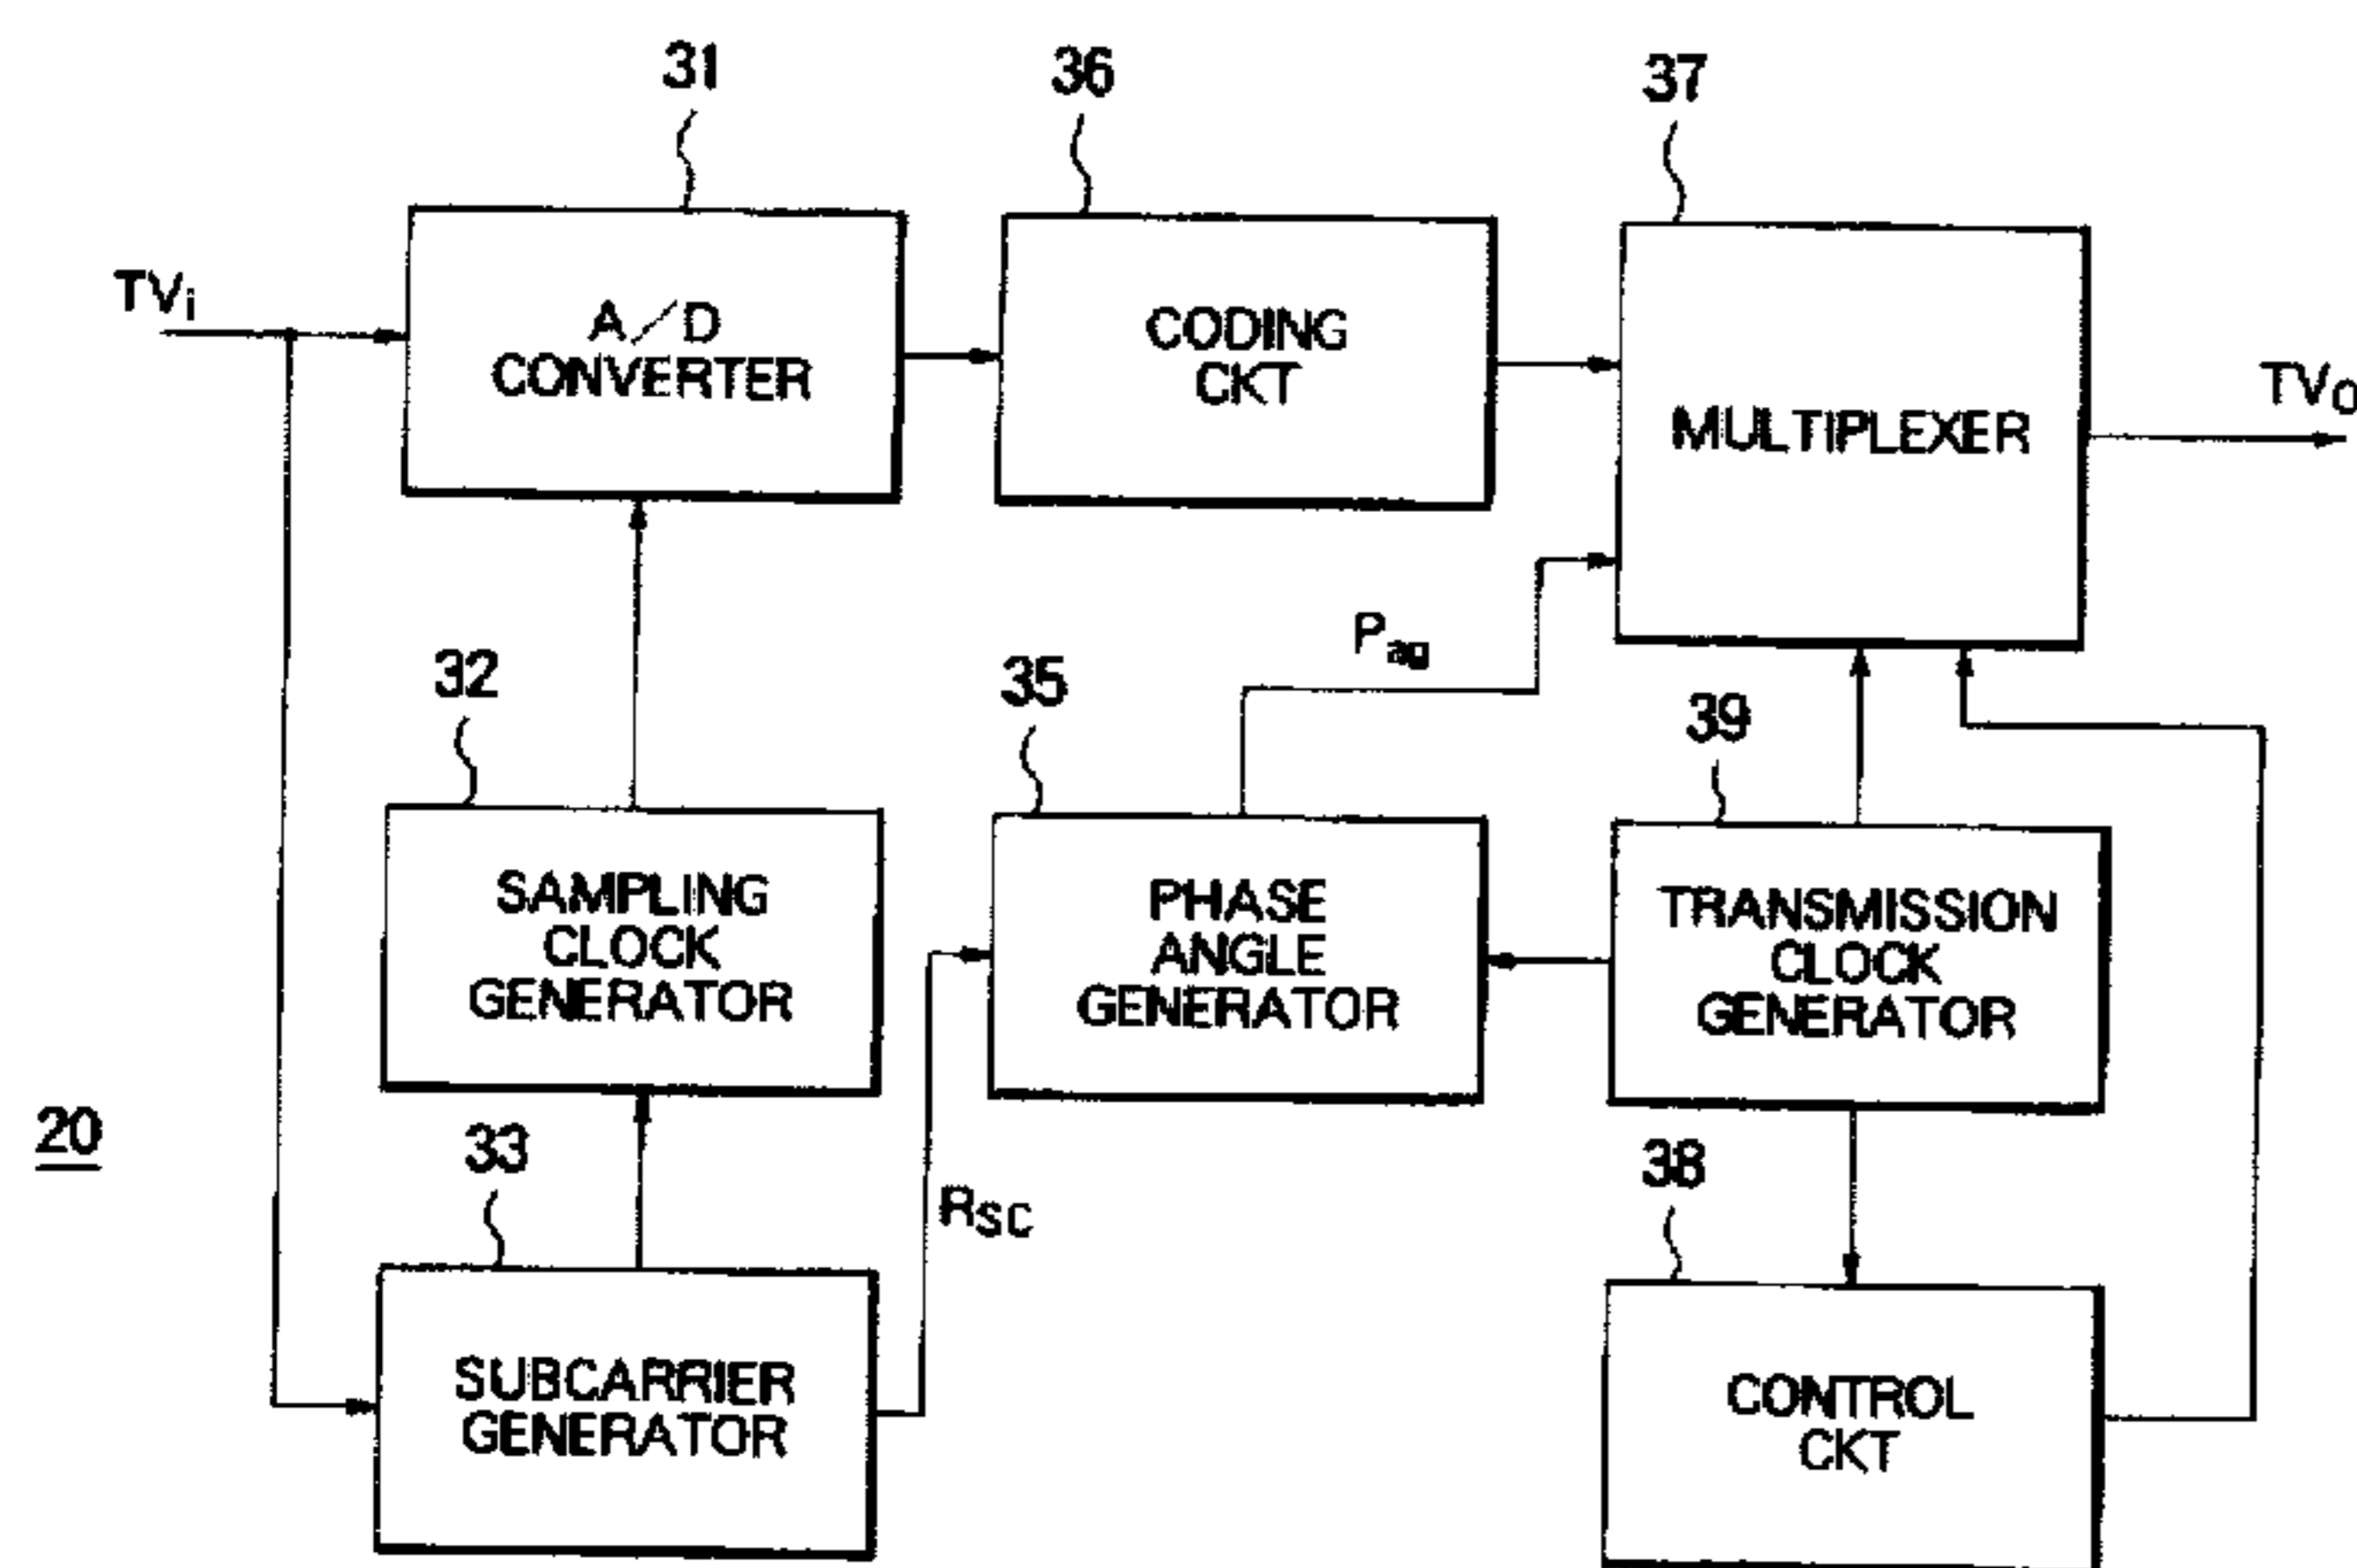 31
36
37
TVi
A/D
CONVERTER
CODING
CKT
MULTIPLEXER
TVO
Pag
32
35
39
SAMPLING
CLOCK
GENERATOR
PHASE
ANGLE
GENERATOR
TRANSMISSION
CLOCK
GENERATOR
20
33
RSC
38
SUBCARRIER
GENERATOR
CONTROL
CKT